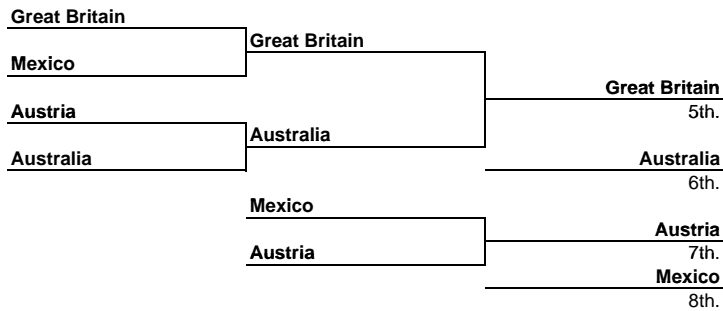 Great Britain
Great Britain
Mexico
Great Britain
Austria
5th.
Australia
Australia
Australia
6th.
Mexico
Austria
Austria
7th.
Mexico
8th.